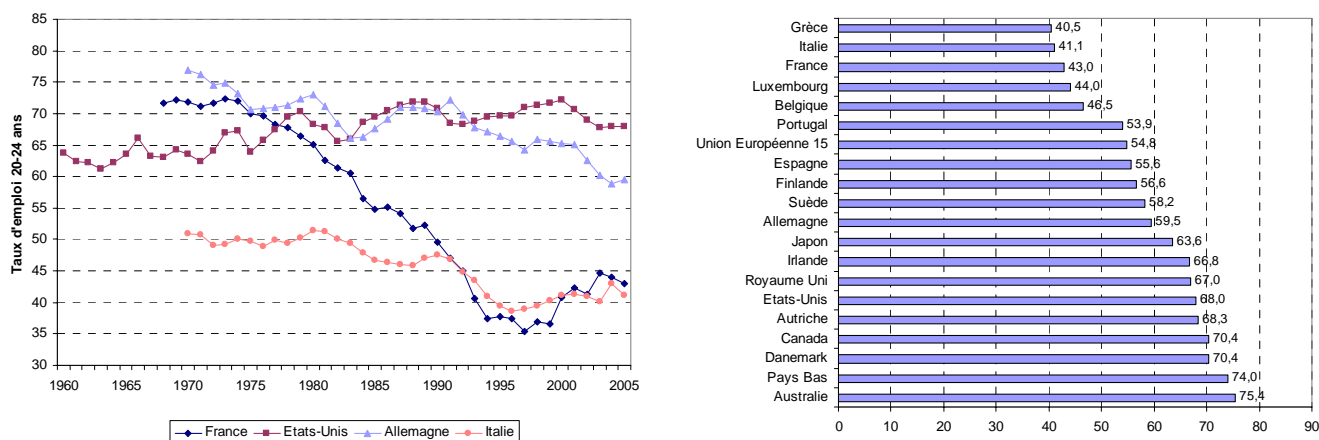 Taux d'emploi 20-24 ans
85
80
75
70
65
60
55
50
45
40
35
30
1960 1965 1970 1975 1980 1985 1990 1995 2000 2005
France Etats-Unis Allemagne Italie
Grèce 40,5
Italie 41,1
France 43,0
Luxembourg 44,0
Belgique 46,5
Portugal 53,9
Union Européenne 15 54,8
Espagne 55,6
Finlande 56,6
Suède 58,2
Allemagne 59,5
Japon 63,6
Irlande 66,8
Royaume Uni 67,0
Etats-Unis 68,0
Autriche 68,3
Canada 70,4
Danemark 70,4
Pays Bas 74,0
Australie 75,4
0 10 20 30 40 50 60 70 80 90